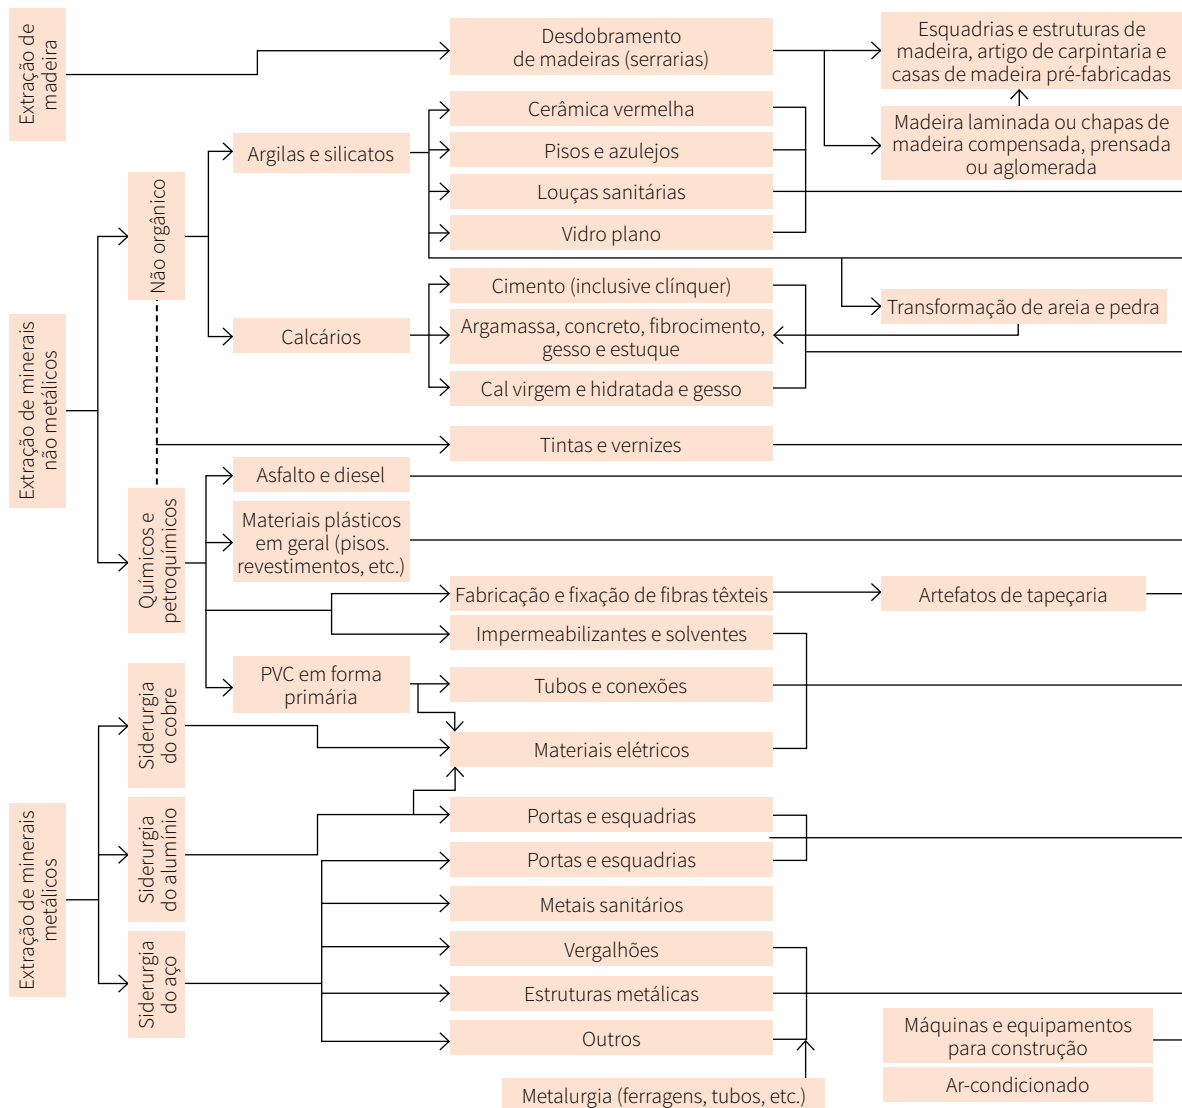 Extração de
madeira
Desdobramento
de madeiras (serrarias)
Esquadrias e estruturas de
madeira, artigo de carpintaria e
casas de madeira pré-fabricadas
Madeira laminada ou chapas de
madeira compensada, prensada
ou aglomerada
Extração de minerais
não metálicos
Não orgânico
Argilas e silicatos
Cerâmica vermelha
Pisos e azulejos
Louças sanitárias
Vidro plano
Transformação de areia e pedra
Calcários
Cimento (inclusive clínquer)
Argamassa, concreto, fibrocimento,
gesso e estuque
Cal virgem e hidratada e gesso
Tintas e vernizes
Químicos e
petroquímicos
Asfalto e diesel
Materiais plásticos
em geral (pisos.
revestimentos, etc.)
Fabricação e fixação de fibras têxteis
Artefatos de tapeçaria
Impermeabilizantes e solventes
PVC em forma
primária
Tubos e conexões
Extração de minerais
metálicos
Siderurgia
do cobre
Materiais elétricos
Siderurgia
do alumínio
Portas e esquadrias
Portas e esquadrias
Metais sanitários
Siderurgia
do aço
Vergalhões
Estruturas metálicas
Outros
Metalurgia (ferragens, tubos, etc.)
Máquinas e equipamentos
para construção
Ar-condicionado